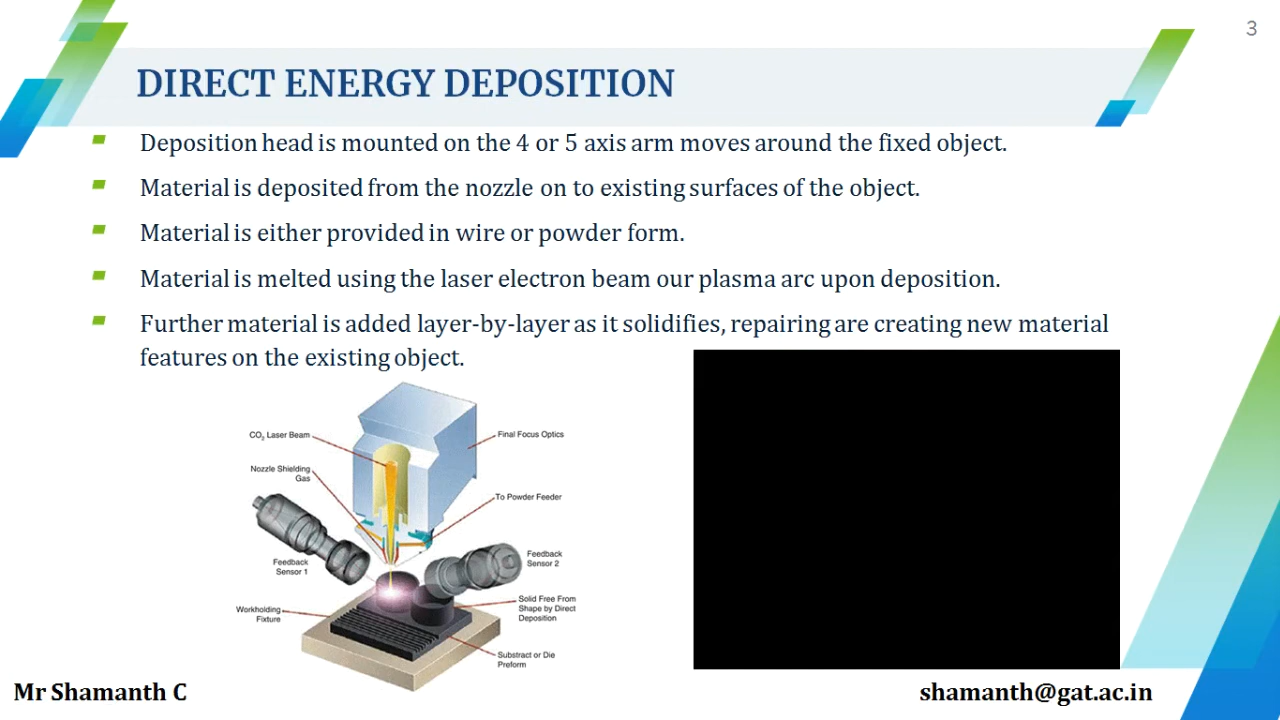 3
DIRECT ENERGY DEPOSITION
Deposition head is mounted on the 4 or 5 axis arm moves around the fixed object.
Material is deposited from the nozzle on to existing surfaces of the object.
Material is either provided in wire or powder form.
Material is melted using the laser electron beam our plasma arc upon deposition.
Further material is added layer-by-layer as it solidifies, repairing are creating new material
features on the existing object.
CO2 Laser Beam
Final Focus Optics
Nozzle Shielding
Gas
To Powder Feeder
Feedback
Sensor 1
Feedback
Sensor 2
Solid Free From
Shape by Direct
Deposition
Workholding
Fixture
Substract or Die
Preform
Mr Shamanth C
shamanth@gat.ac.in